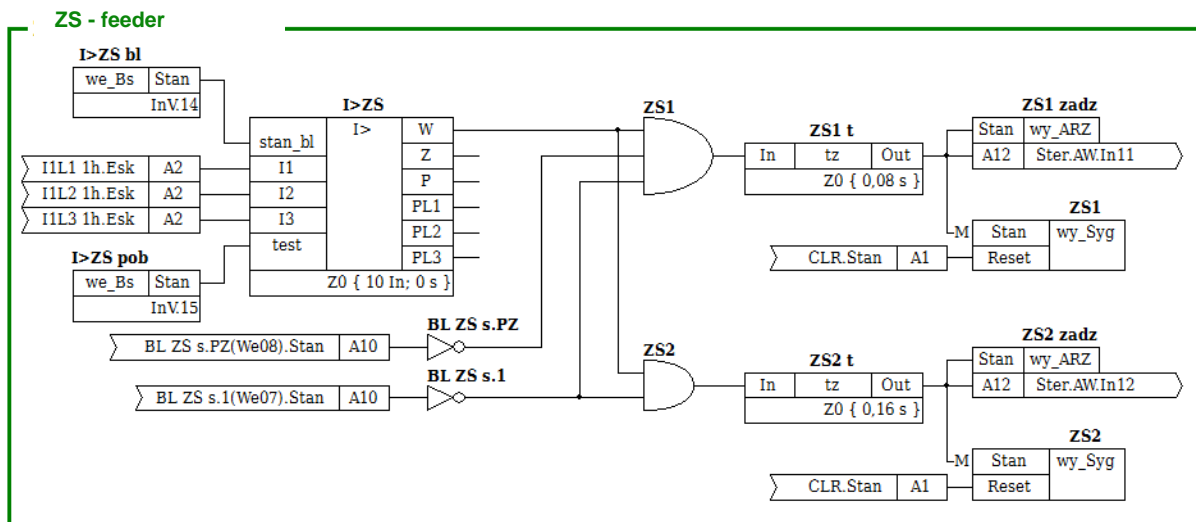 ZS - feeder
I>ZS bl
we_Bs Stan
InV.14
I>ZS
stan_bl I> W
Z
I1L1 1h.Esk A2 I1
P
I1L2 1h.Esk A2 I2
PL1
I1L3 1h.Esk A2 I3
PL2
test
PL3
Z0 { 10 In; 0 s }
I>ZS pob
we_Bs Stan
InV.15
BL ZS s.PZ(We08).Stan A10
BL ZS s.PZ
BL ZS s.1(We07).Stan A10
BL ZS s.1
ZS1
ZS1 t
In tz Out
Z0 { 0,08 s }
ZS1 zadz
Stan wy_ARZ
A12 Ster.AW.In11
ZS1
M Stan wy_Syg
CLR.Stan A1 Reset
ZS2
ZS2 t
In tz Out
Z0 { 0,16 s }
ZS2 zadz
Stan wy_ARZ
A12 Ster.AW.In12
ZS2
M Stan wy_Syg
CLR.Stan A1 Reset